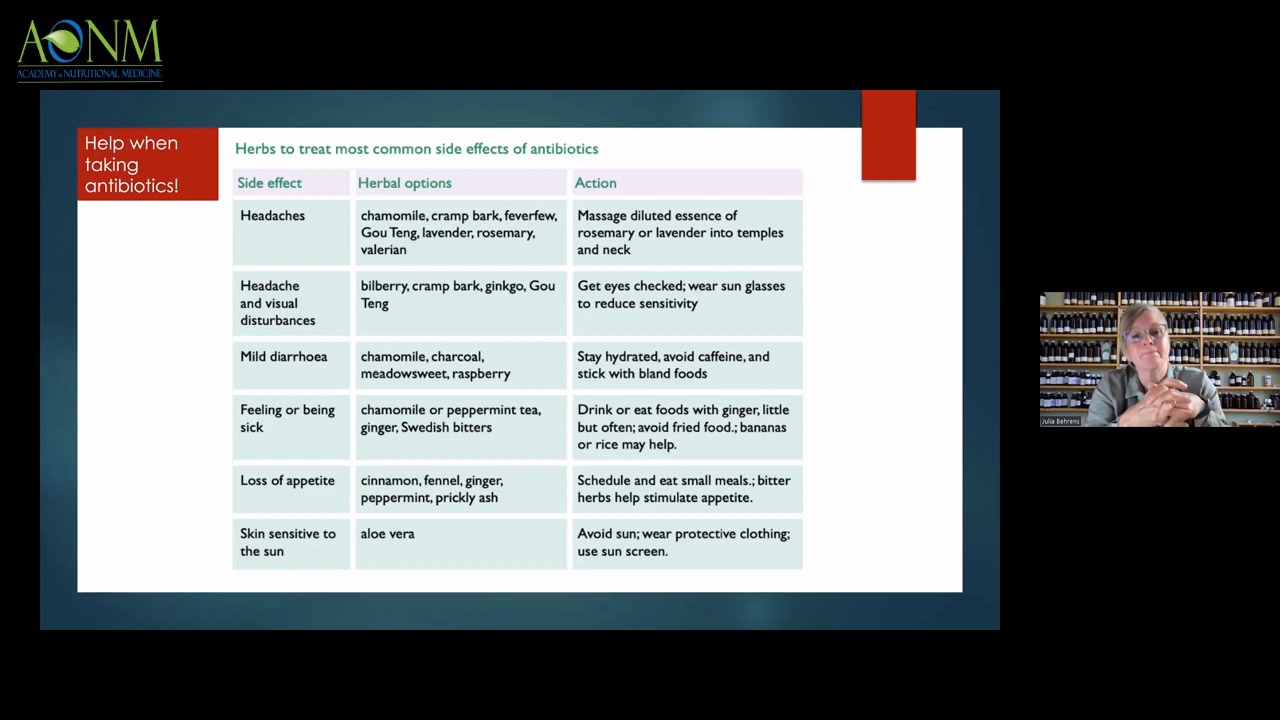 AONM
ACADEMY of NUTRITIONAL MEDICINE
Help when
taking
antibiotics!
Herbs to treat most common side effects of antibiotics
Side effect
Herbal options
Action
Headaches
chamomile, cramp bark, feverfew,
Gou Teng, lavender, rosemary,
valerian
Massage diluted essence of
rosemary or lavender into temples
and neck
Headache
and visual
disturbances
bilberry, cramp bark, ginkgo, Gou
Teng
Get eyes checked; wear sun glasses
to reduce sensitivity
Mild diarrhoea
chamomile, charcoal,
meadowsweet, raspberry
Stay hydrated, avoid caffeine, and
stick with bland foods
Feeling or being
sick
chamomile or peppermint tea,
ginger, Swedish bitters
Drink or eat foods with ginger, little
but often; avoid fried food.; bananas
or rice may help.
Loss of appetite
cinnamon, fennel, ginger,
peppermint, prickly ash
Schedule and eat small meals.; bitter
herbs help stimulate appetite.
Skin sensitive to
the sun
aloe vera
Avoid sun; wear protective clothing;
use sun screen.
Julia Behrens